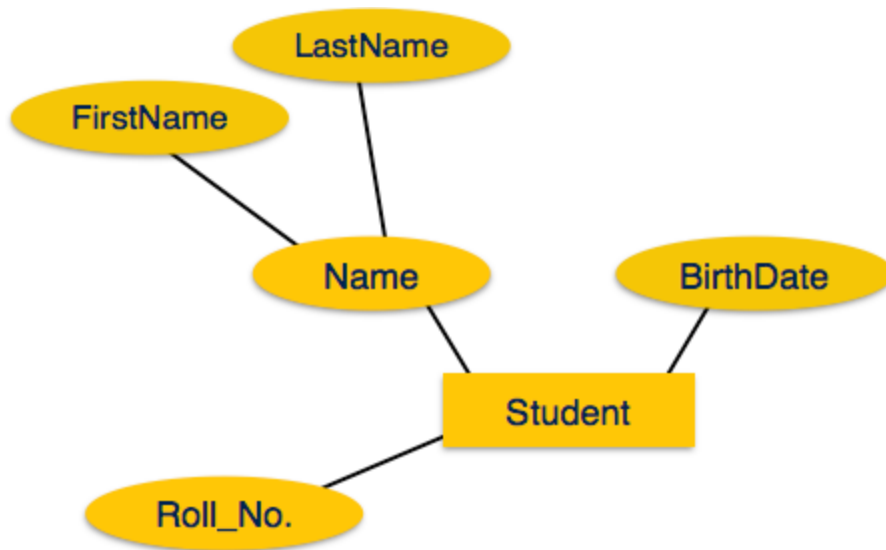 LastName
FirstName
Name
BirthDate
Student
Roll_No.